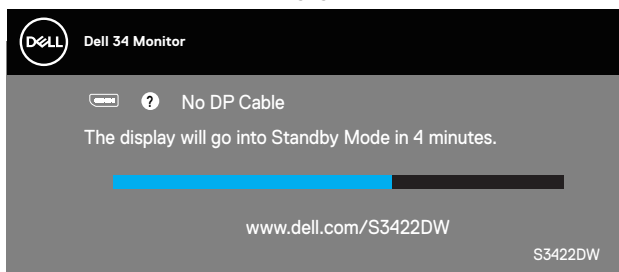 DELL
Dell 34 Monitor
? No DP Cable
The display will go into Standby Mode in 4 minutes.
www.dell.com/S3422DW
S3422DW